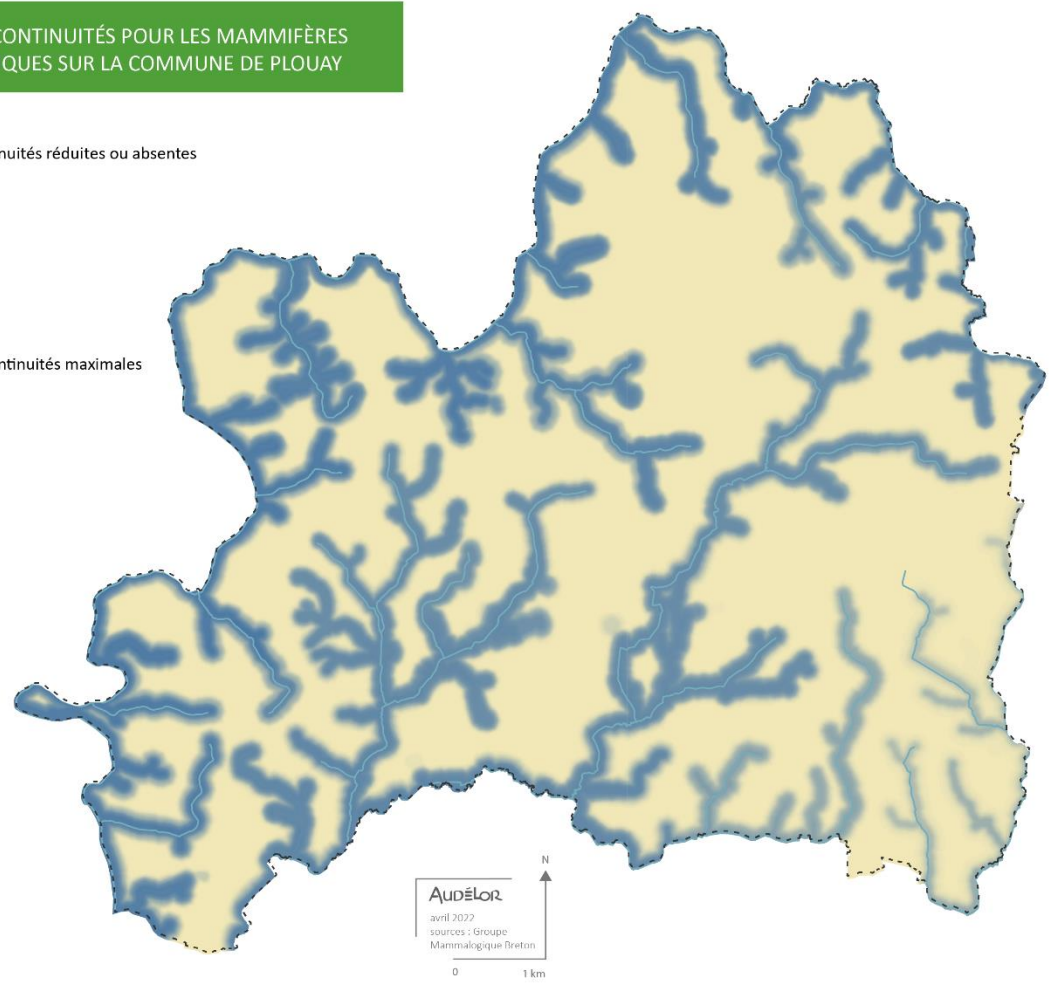 CONTINUITÉS POUR LES MAMMIFÈRES
QUES SUR LA COMMUNE DE PLOUAY
nuités réduites ou absentes
ntinuités maximales
N
AUDÉLOR
avril 2022
sources : Groupe
Mammalogique Breton
0 1 km